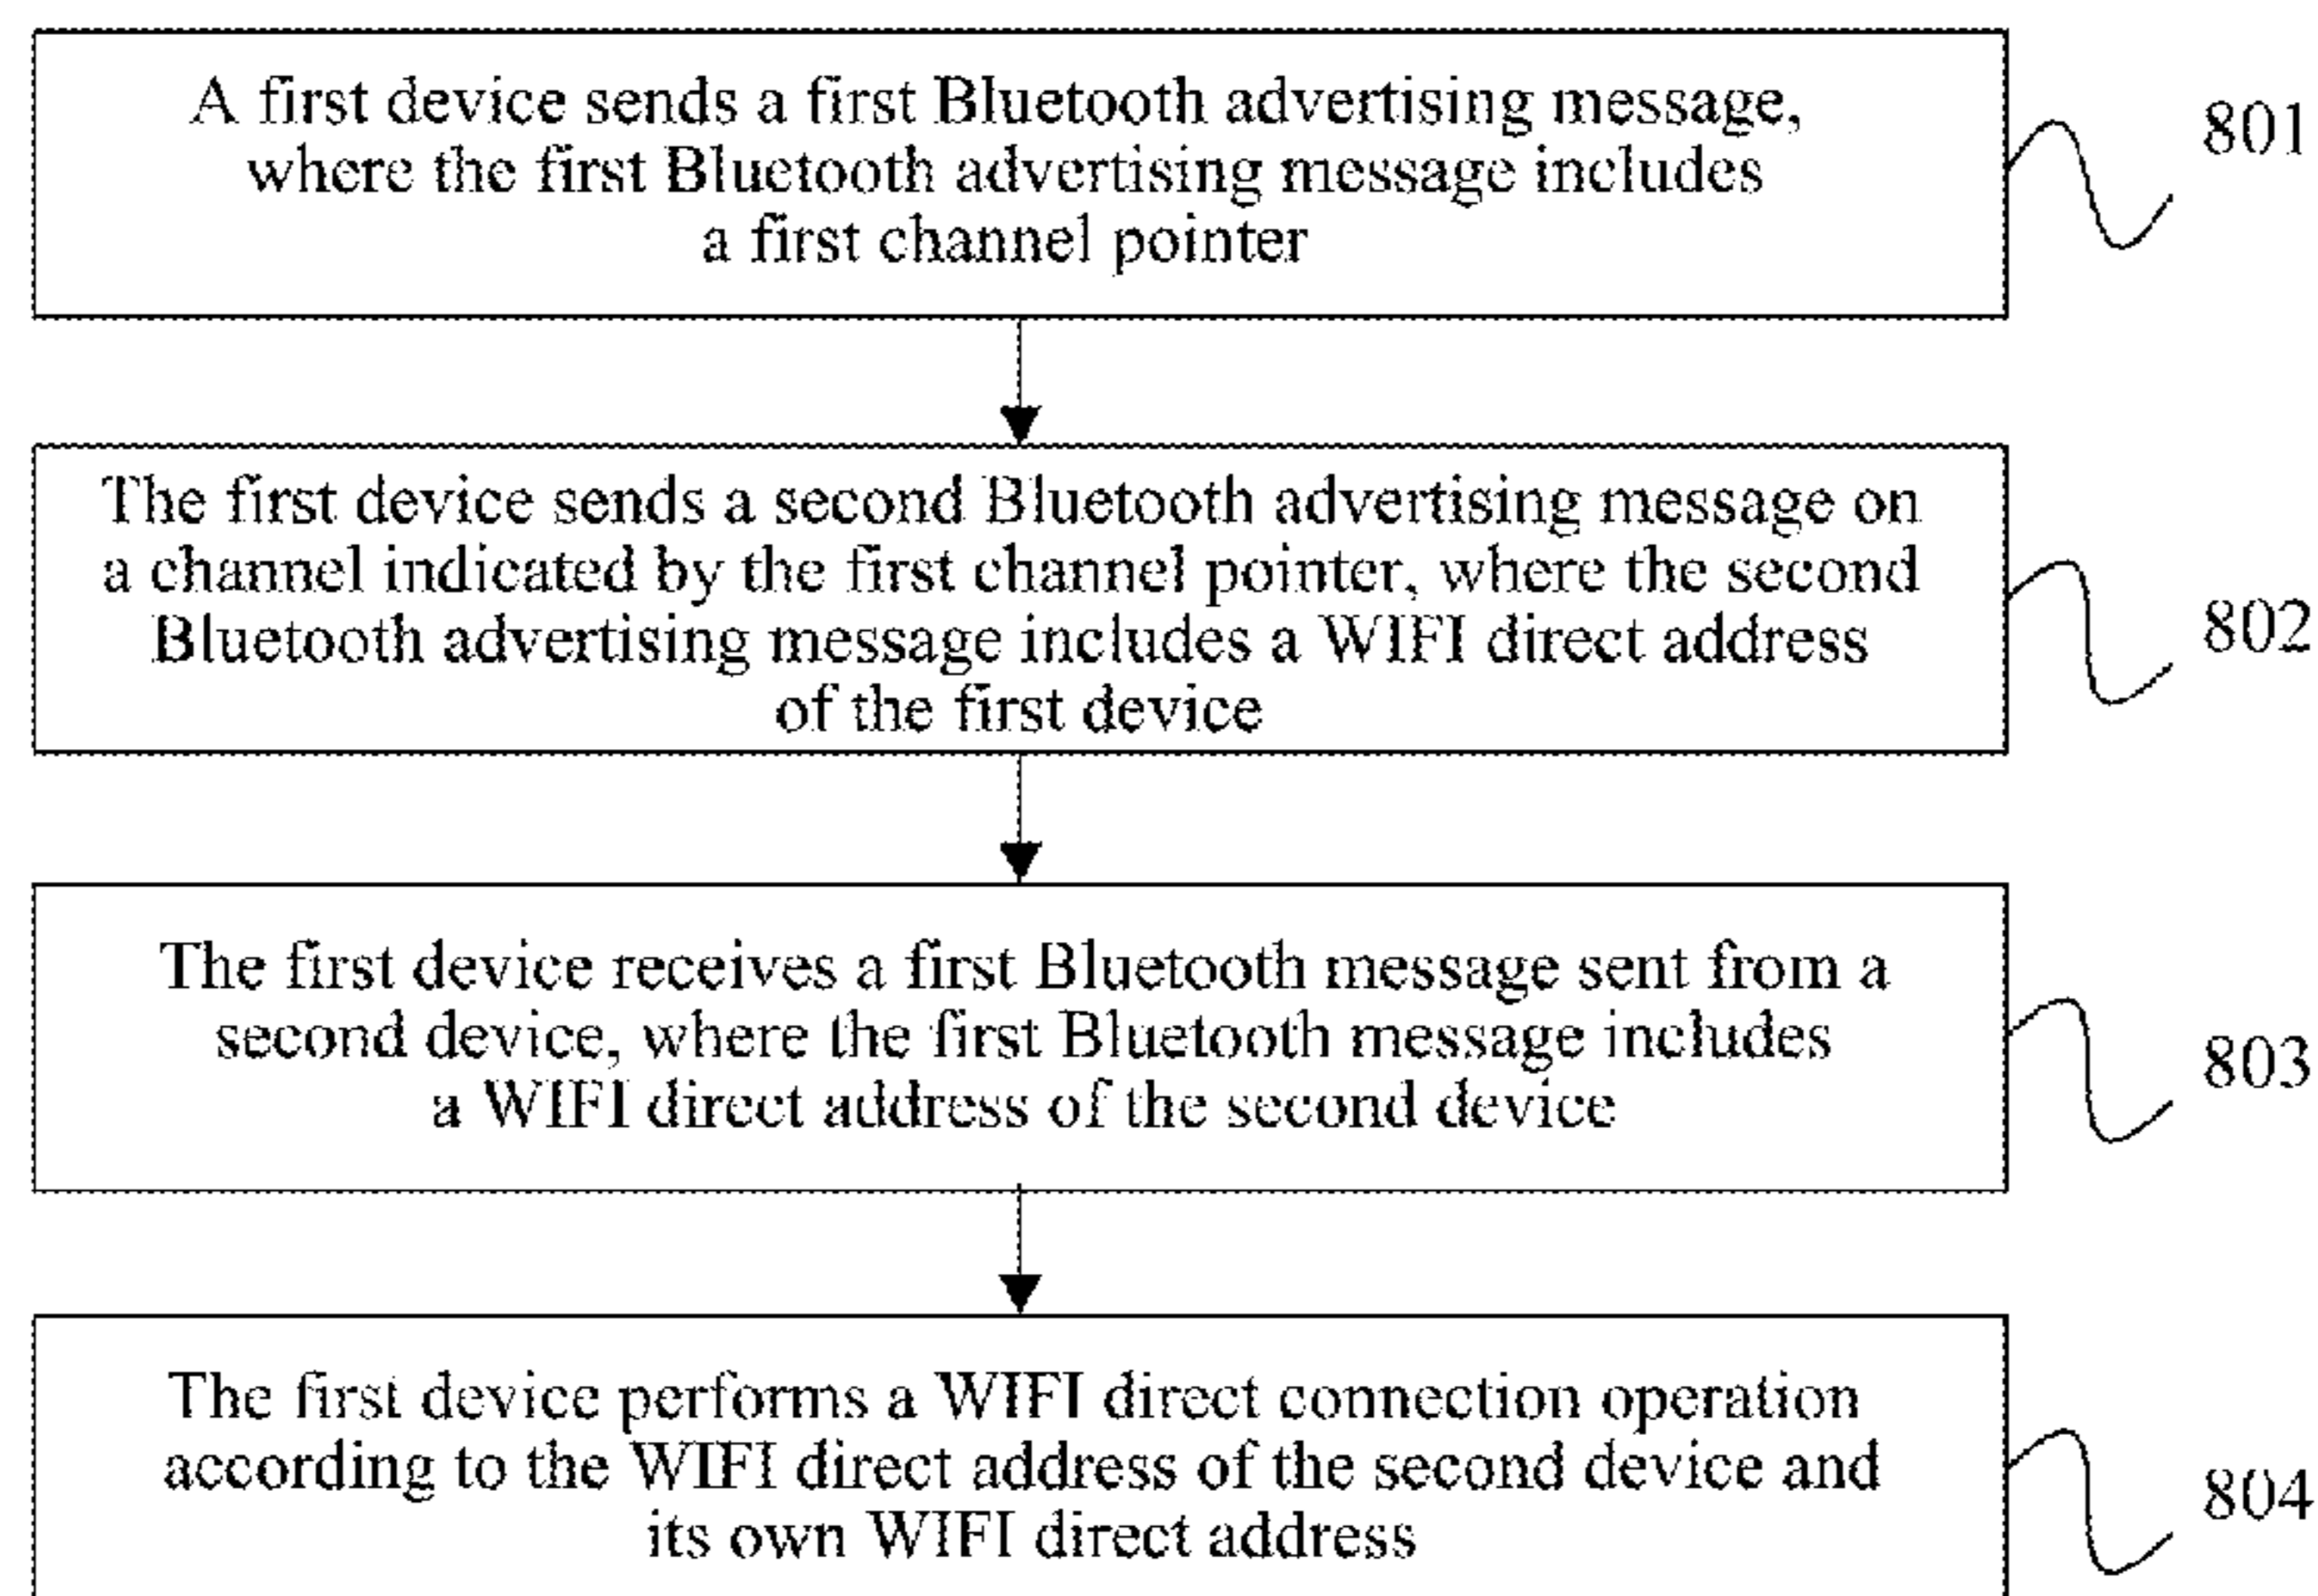 A first device sends a first Bluetooth advertising message,
where the first Bluetooth advertising message includes
a first channel pointer
801
The first device sends a second Bluetooth advertising message on
a channel indicated by the first channel pointer, where the second
Bluetooth advertising message includes a WIFI direct address
of the first device
802
The first device receives a first Bluetooth message sent from a
second device, where the first Bluetooth message includes
a WIFI direct address of the second device
803
The first device performs a WIFI direct connection operation
according to the WIFI direct address of the second device and
its own WIFI direct address
804